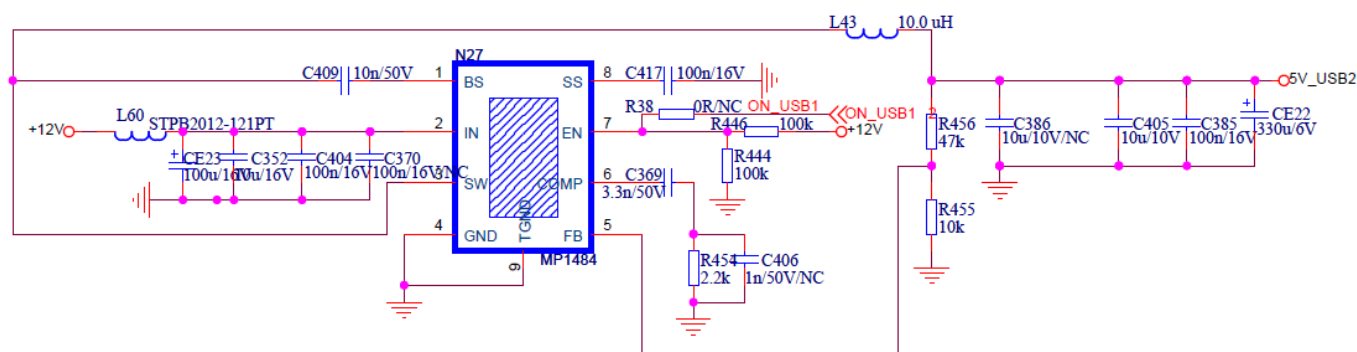 L43 10.0 uH
N27
C409 10n/50V
1 BS
SS 8
C417 100n/16V
5V_USB2
L60
STPB2012-121PT
+12V
2 IN
EN 7
R38 0R/NC
ON_USB1
ON_USB1
R446 100k
+12V
R444
100k
CE23
100u/16V
C352
10u/16V
C404
100n/16V
C370
100n/16V/NC
3 SW
COMP 6
C369
3.3n/50V
R456
47k
C386
10u/10V/NC
C405
10u/10V
C385
100n/16V
CE22
330u/6V
4 GND
TGND
9
FB 5
MP1484
R454
2.2k
C406
1n/50V/NC
R455
10k